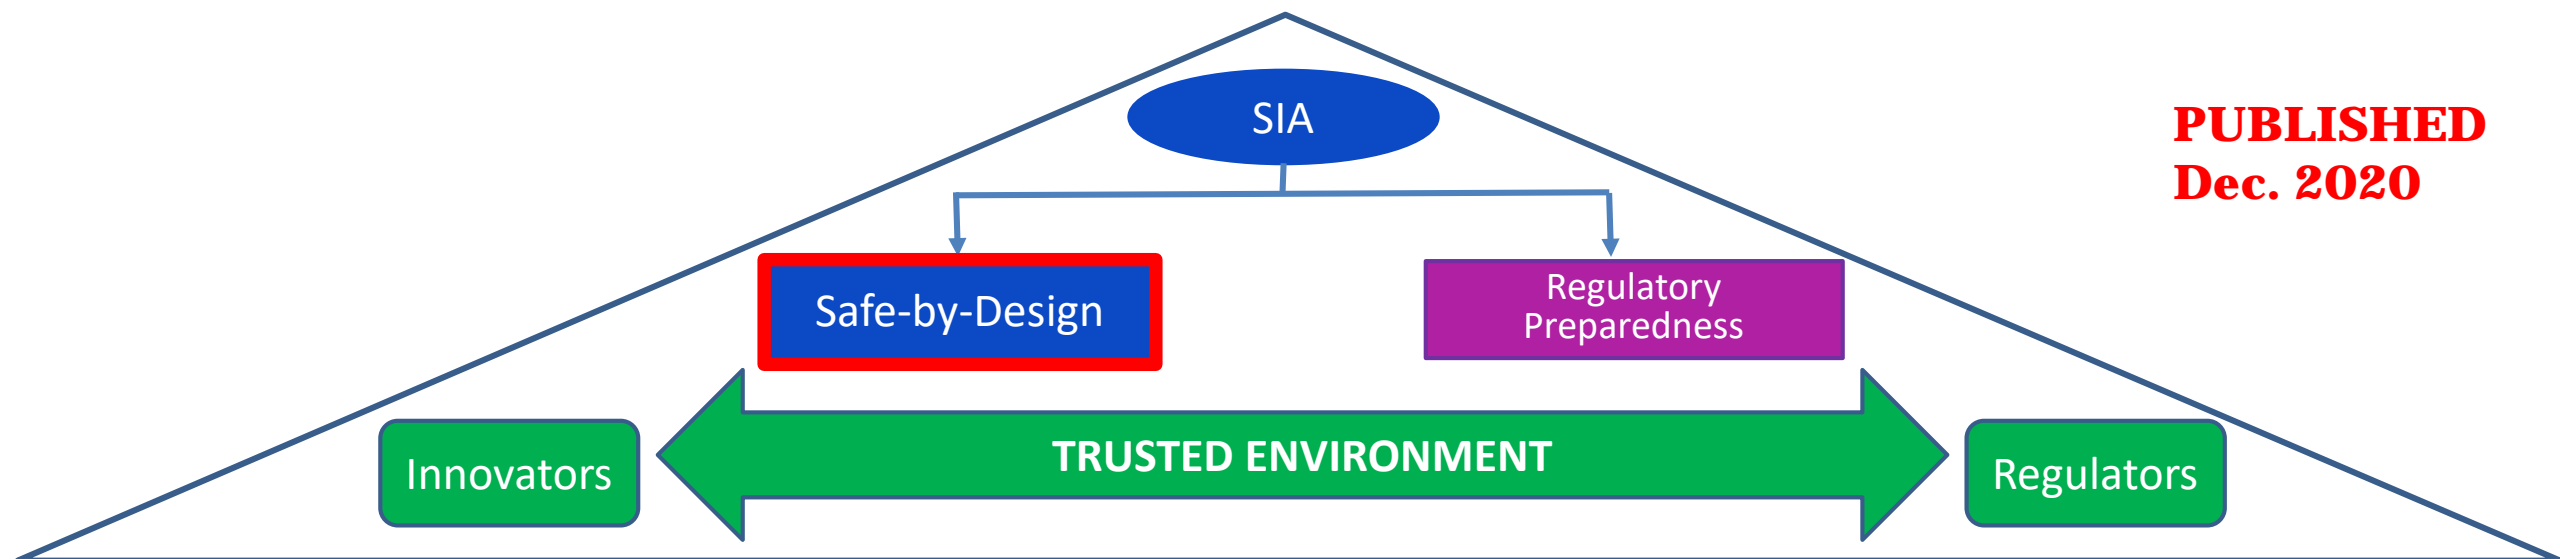 SIA
PUBLISHED
Dec. 2020
Safe-by-Design
Regulatory
Preparedness
Innovators
TRUSTED ENVIRONMENT
Regulators